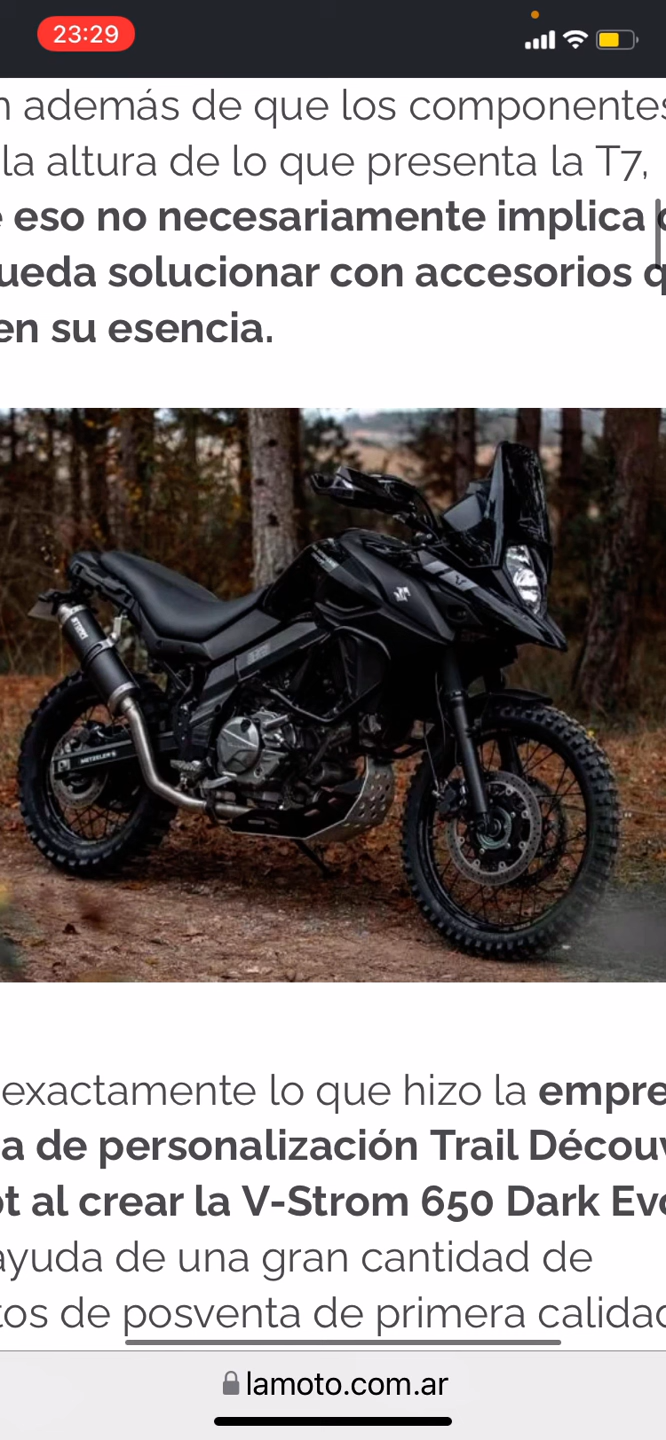 23:29
n además de que los componentes
la altura de lo que presenta la T7,
e eso no necesariamente implica q
ueda solucionar con accesorios q
en su esencia.
METZELER
exactamente lo que hizo la empre
a de personalización Trail Découv
pt al crear la V-Strom 650 Dark Evo
ayuda de una gran cantidad de
tos de posventa de primera calidad
lamoto.com.ar